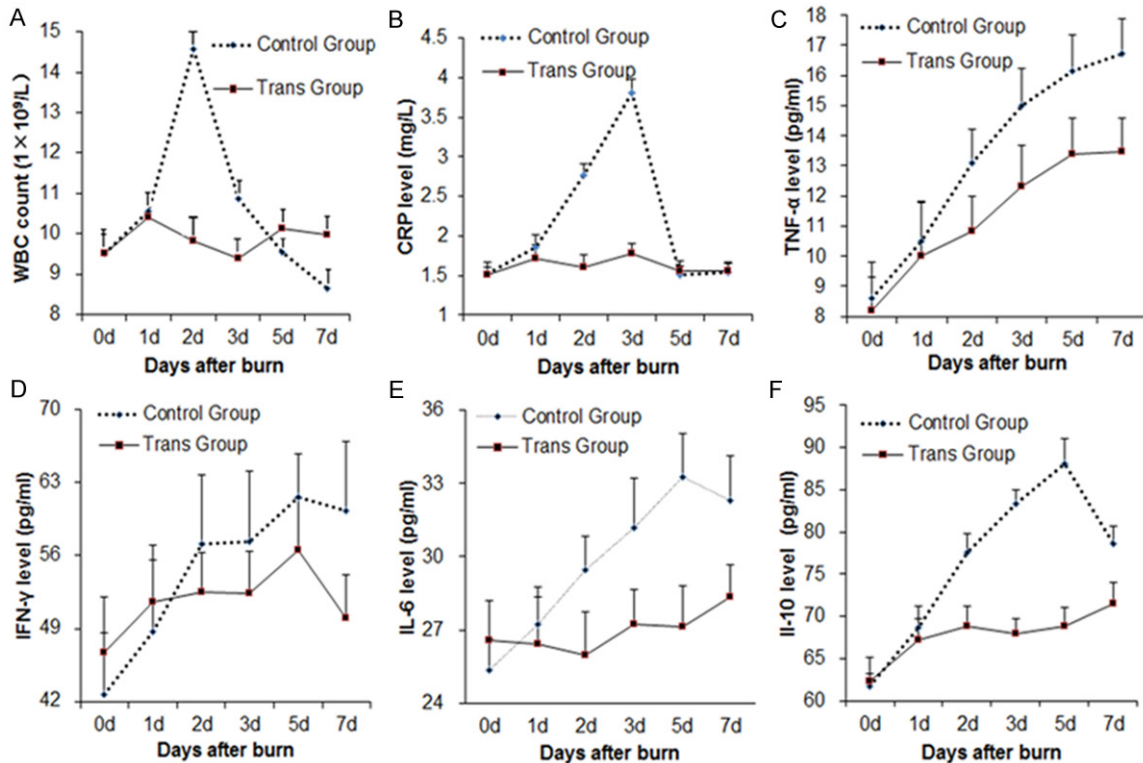 A
WBC count (1×10⁹/L)
15
14
13
12
11
10
9
8
Control Group
Trans Group
0d 1d 2d 3d 5d 7d
Days after burn
B
CRP level (mg/L)
4.5
4
3.5
3
2.5
2
1.5
1
Control Group
Trans Group
0d 1d 2d 3d 5d 7d
Days after burn
C
TNF-α level (pg/ml)
18
17
16
15
14
13
12
11
10
9
8
Control Group
Trans Group
0d 1d 2d 3d 5d 7d
Days after burn
D
IFN-γ level (pg/ml)
70
63
56
49
42
Control Group
Trans Group
0d 1d 2d 3d 5d 7d
Days after burn
E
IL-6 level (pg/ml)
36
33
30
27
24
Control Group
Trans Group
0d 1d 2d 3d 5d 7d
Days after burn
F
Il-10 level (pg/ml)
95
90
85
80
75
70
65
60
Control Group
Trans Group
0d 1d 2d 3d 5d 7d
Days after burn